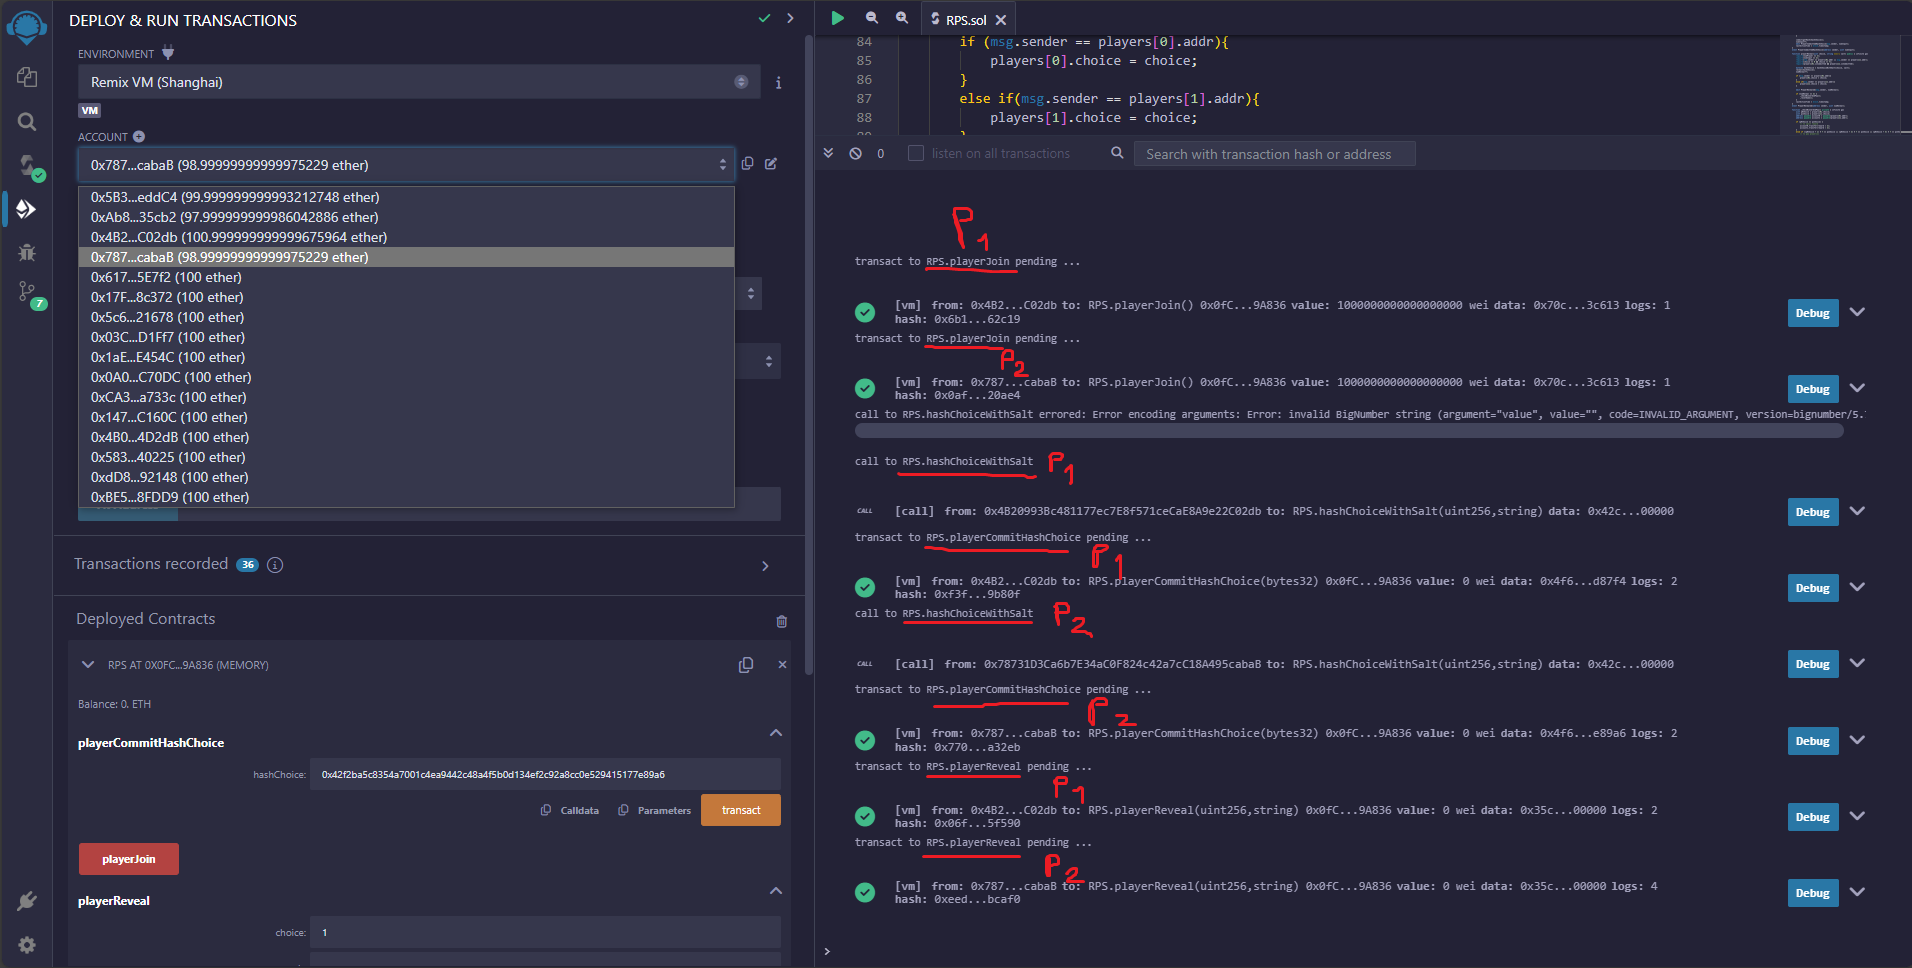 DEPLOY & RUN TRANSACTIONS
ENVIRONMENT
Remix VM (Shanghai)
VM
ACCOUNT
0x787...cabaB (98.99999999999975229 ether)
0x5B3...eddC4 (99.999999999993212748 ether)
0xAb8...35cb2 (97.999999999986042886 ether)
0x4B2...C02db (100.999999999999675964 ether)
0x787...cabaB (98.99999999999975229 ether)
0x617...5E7f2 (100 ether)
0x17F...8c372 (100 ether)
0x5c6...21678 (100 ether)
0x03C...D1Ff7 (100 ether)
0x1aE...E454C (100 ether)
0x0A0...C70DC (100 ether)
0xCA3...a733c (100 ether)
0x147...C160C (100 ether)
0x4B0...4D2dB (100 ether)
0x583...40225 (100 ether)
0xdD8...92148 (100 ether)
0xBE5...8FDD9 (100 ether)
Transactions recorded 36
Deployed Contracts
RPS AT 0X0FC...9A836 (MEMORY)
Balance: 0. ETH
playerCommitHashChoice
hashChoice: 0x42f2ba5c8354a7001c4ea9442c48a4f5b0d134ef2c92a8cc0e529415177e89a6
Calldata Parameters transact
playerJoin
playerReveal
choice: 1
7
RPS.sol
84 if (msg.sender == players[0].addr){
85 players[0].choice = choice;
86 }
87 else if(msg.sender == players[1].addr){
88 players[1].choice = choice;
0 listen on all transactions Search with transaction hash or address
P1
transact to RPS.playerJoin pending ...
[vm] from: 0x4B2...C02db to: RPS.playerJoin() 0x0fC...9A836 value: 1000000000000000000 wei data: 0x70c...3c613 logs: 1 Debug
hash: 0x6b1...62c19
transact to RPS.playerJoin pending ...
P2
[vm] from: 0x787...cabaB to: RPS.playerJoin() 0x0fC...9A836 value: 1000000000000000000 wei data: 0x70c...3c613 logs: 1 Debug
hash: 0x0af...20ae4
call to RPS.hashChoiceWithSalt errored: Error encoding arguments: Error: invalid BigNumber string (argument="value", value="", code=INVALID_ARGUMENT, version=bignumber/5.
call to RPS.hashChoiceWithSalt P1
CALL [call] from: 0x4B20993Bc481177ec7E8f571ceCaE8A9e22C02db to: RPS.hashChoiceWithSalt(uint256,string) data: 0x42c...00000 Debug
transact to RPS.playerCommitHashChoice pending ...
P1
[vm] from: 0x4B2...C02db to: RPS.playerCommitHashChoice(bytes32) 0x0fC...9A836 value: 0 wei data: 0x4f6...d87f4 logs: 2 Debug
hash: 0xf3f...9b80f
call to RPS.hashChoiceWithSalt P2
CALL [call] from: 0x78731D3Ca6b7E34aC0F824c42a7cC18A495cabaB to: RPS.hashChoiceWithSalt(uint256,string) data: 0x42c...00000 Debug
transact to RPS.playerCommitHashChoice pending ...
P2
[vm] from: 0x787...cabaB to: RPS.playerCommitHashChoice(bytes32) 0x0fC...9A836 value: 0 wei data: 0x4f6...e89a6 logs: 2 Debug
hash: 0x770...a32eb
transact to RPS.playerReveal pending ...
P1
[vm] from: 0x4B2...C02db to: RPS.playerReveal(uint256,string) 0x0fC...9A836 value: 0 wei data: 0x35c...00000 logs: 2 Debug
hash: 0x06f...5f590
transact to RPS.playerReveal pending ...
P2
[vm] from: 0x787...cabaB to: RPS.playerReveal(uint256,string) 0x0fC...9A836 value: 0 wei data: 0x35c...00000 logs: 4 Debug
hash: 0xeed...bcaf0
>